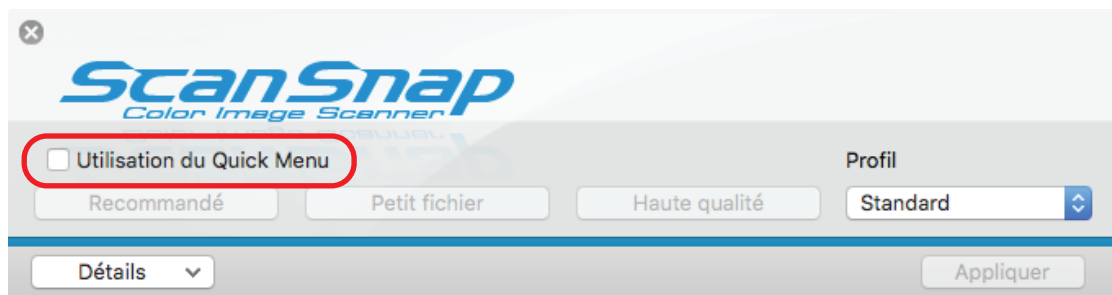 ScanSnap
Color Image Scanner
Utilisation du Quick Menu
Profil
Recommandé
Petit fichier
Haute qualité
Standard
Détails
Appliquer